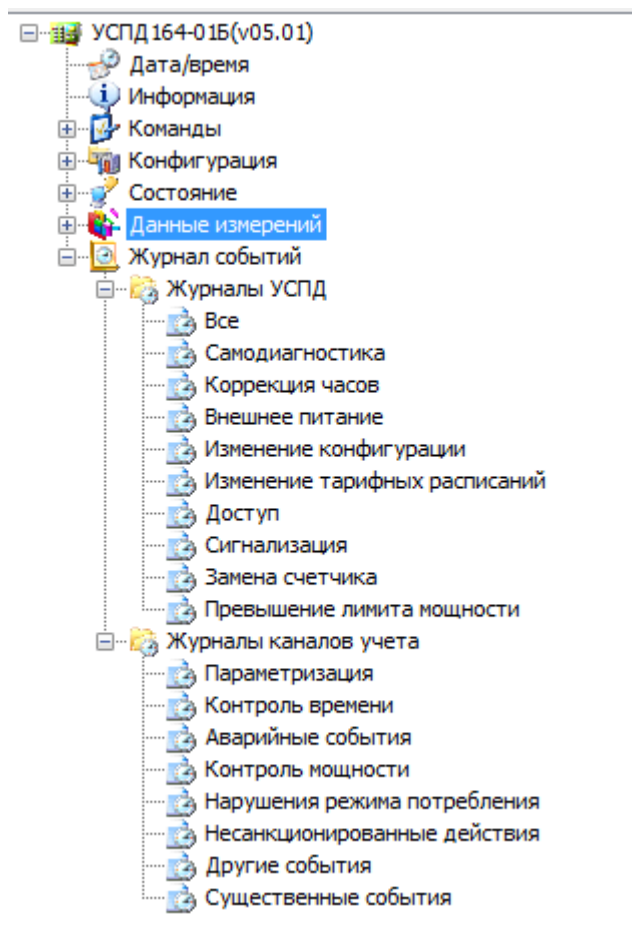 УСПД164-01Б(v05.01)
Дата/время
Информация
Команды
Конфигурация
Состояние
Данные измерений
Журнал событий
Журналы УСПД
Все
Самодиагностика
Коррекция часов
Внешнее питание
Изменение конфигурации
Изменение тарифных расписаний
Доступ
Сигнализация
Замена счетчика
Превышение лимита мощности
Журналы каналов учета
Параметризация
Контроль времени
Аварийные события
Контроль мощности
Нарушения режима потребления
Несанкционированные действия
Другие события
Существенные события